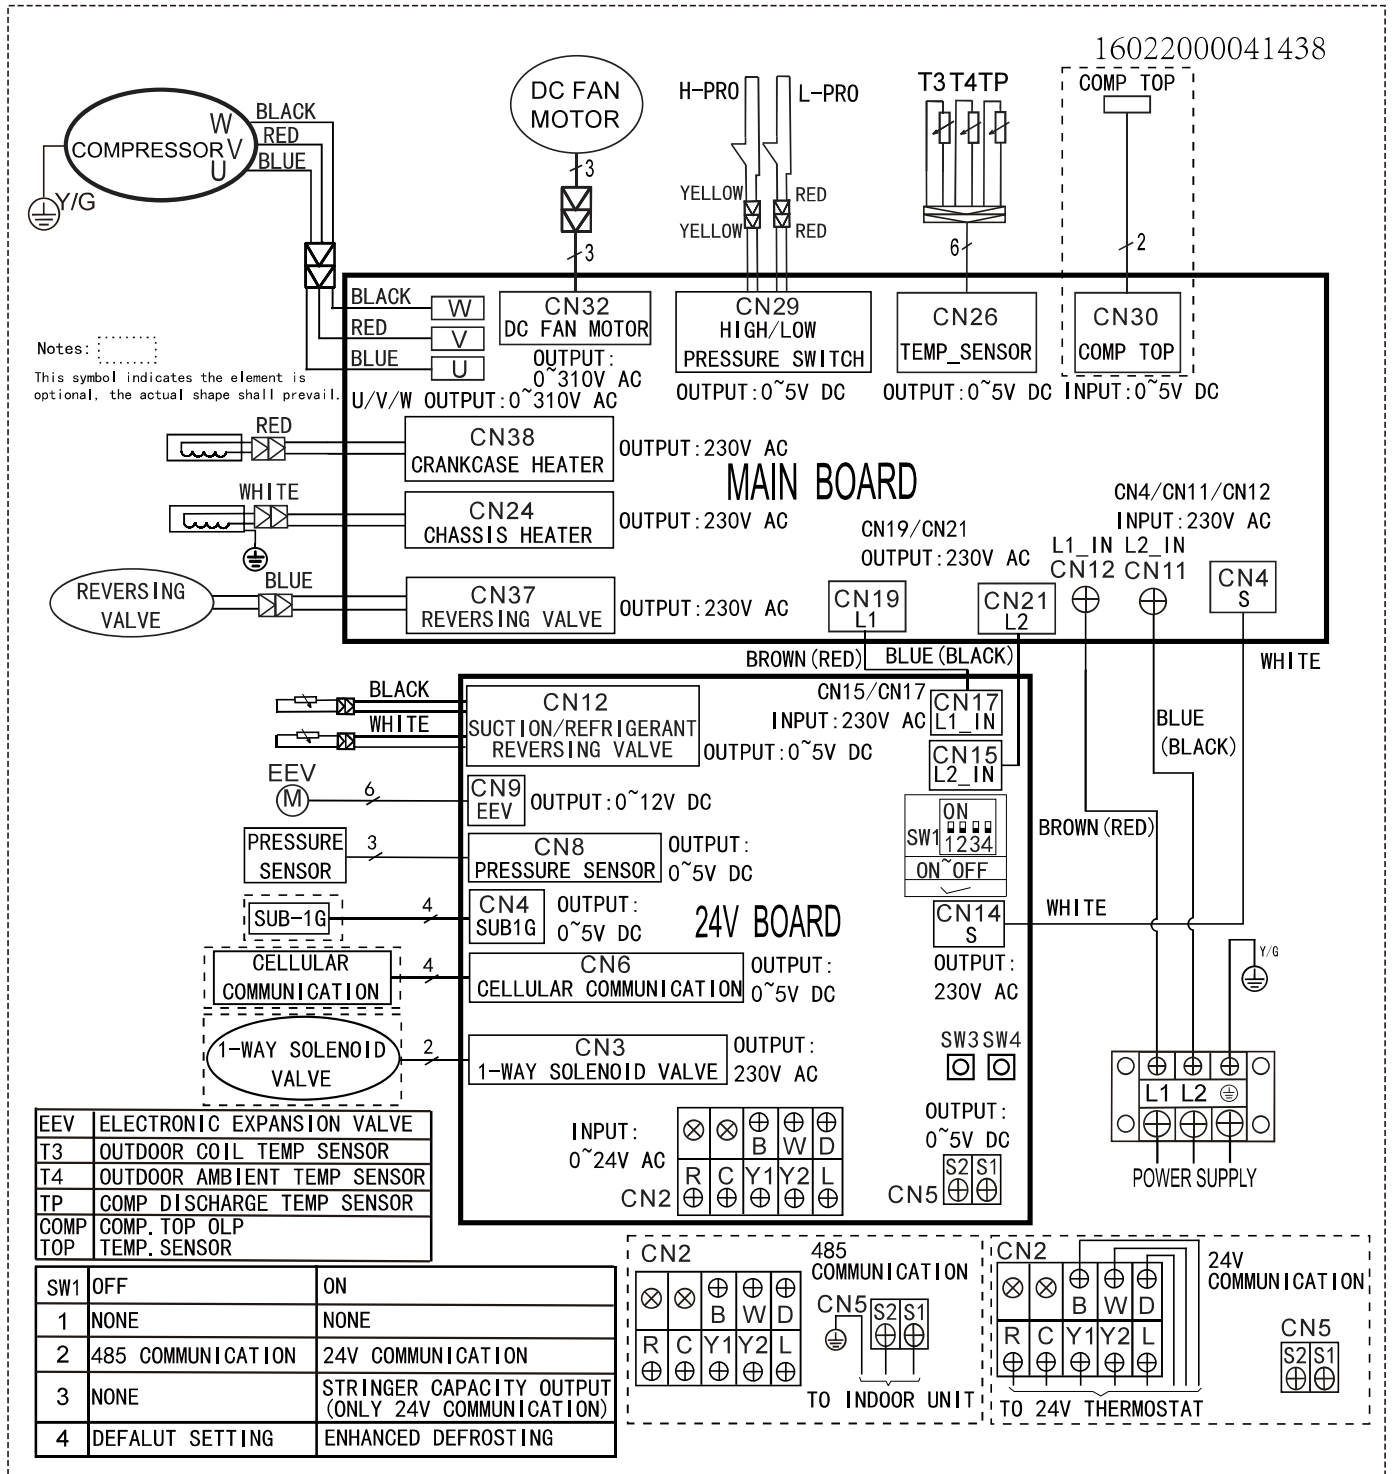 16022000041438
COMPRESSOR
W
V
U
BLACK
RED
BLUE
Y/G
DC FAN
MOTOR
3
3
H-PRO
L-PRO
YELLOW
RED
YELLOW
RED
T3 T4 TP
6
COMP TOP
2
Notes:
This symbol indicates the element is
optional, the actual shape shall prevail.
BLACK
W
RED
V
BLUE
U
U/V/W OUTPUT:0~310V AC
CN32
DC FAN MOTOR
OUTPUT:
0~310V AC
CN29
HIGH/LOW
PRESSURE SWITCH
OUTPUT:0~5V DC
CN26
TEMP_SENSOR
OUTPUT:0~5V DC
CN30
COMP TOP
INPUT:0~5V DC
RED
CN38
CRANKCASE HEATER
OUTPUT:230V AC
MAIN BOARD
WHITE
CN24
CHASSIS HEATER
OUTPUT:230V AC
REVERSING
VALVE
BLUE
CN37
REVERSING VALVE
OUTPUT:230V AC
CN19/CN21
OUTPUT:230V AC
CN4/CN11/CN12
INPUT:230V AC
L1_IN L2_IN
CN12 CN11
CN4
S
CN19
L1
CN21
L2
BROWN(RED)
BLUE(BLACK)
WHITE
BLACK
WHITE
CN12
SUCTION/REFRIGERANT
REVERSING VALVE
OUTPUT:0~5V DC
CN15/CN17
INPUT:230V AC
CN17
L1_IN
CN15
L2_IN
BLUE
(BLACK)
BROWN(RED)
EEV
M
6
CN9
EEV
OUTPUT:0~12V DC
SW1
ON
1234
ON~OFF
PRESSURE
SENSOR
3
CN8
PRESSURE SENSOR
OUTPUT:
0~5V DC
SUB-1G
4
CN4
SUB1G
OUTPUT:
0~5V DC
24V BOARD
CN14
S
WHITE
OUTPUT:
230V AC
CELLULAR
COMMUNICATION
4
CN6
CELLULAR COMMUNICATION
OUTPUT:
0~5V DC
Y/G
1-WAY SOLENOID
VALVE
2
CN3
1-WAY SOLENOID VALVE
OUTPUT:
230V AC
SW3 SW4
L1 L2
POWER SUPPLY
INPUT:
0~24V AC
CN2
B W D
R C Y1 Y2 L
OUTPUT:
0~5V DC
CN5
S2 S1
EEV ELECTRONIC EXPANSION VALVE
T3 OUTDOOR COIL TEMP SENSOR
T4 OUTDOOR AMBIENT TEMP SENSOR
TP COMP DISCHARGE TEMP SENSOR
COMP COMP. TOP OLP
TOP TEMP. SENSOR
SW1 OFF ON
1 NONE NONE
2 485 COMMUNICATION 24V COMMUNICATION
3 NONE STRINGER CAPACITY OUTPUT
(ONLY 24V COMMUNICATION)
4 DEFALUT SETTING ENHANCED DEFROSTING
CN2
B W D
R C Y1 Y2 L
485
COMMUNICATION
CN5
S2 S1
TO INDOOR UNIT
CN2
B W D
R C Y1 Y2 L
TO 24V THERMOSTAT
24V
COMMUNICATION
CN5
S2 S1